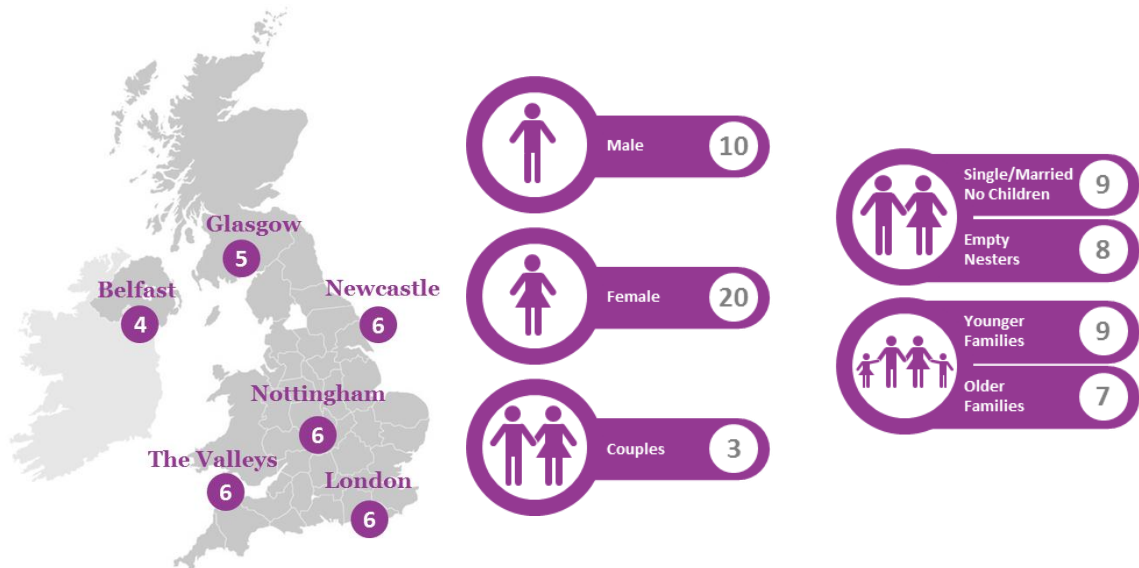 Glasgow
5
Belfast
4
Newcastle
6
Nottingham
6
The Valleys
6
London
6
Male
10
Female
20
Couples
3
Single/Married
No Children
9
Empty
Nesters
8
Younger
Families
9
Older
Families
7